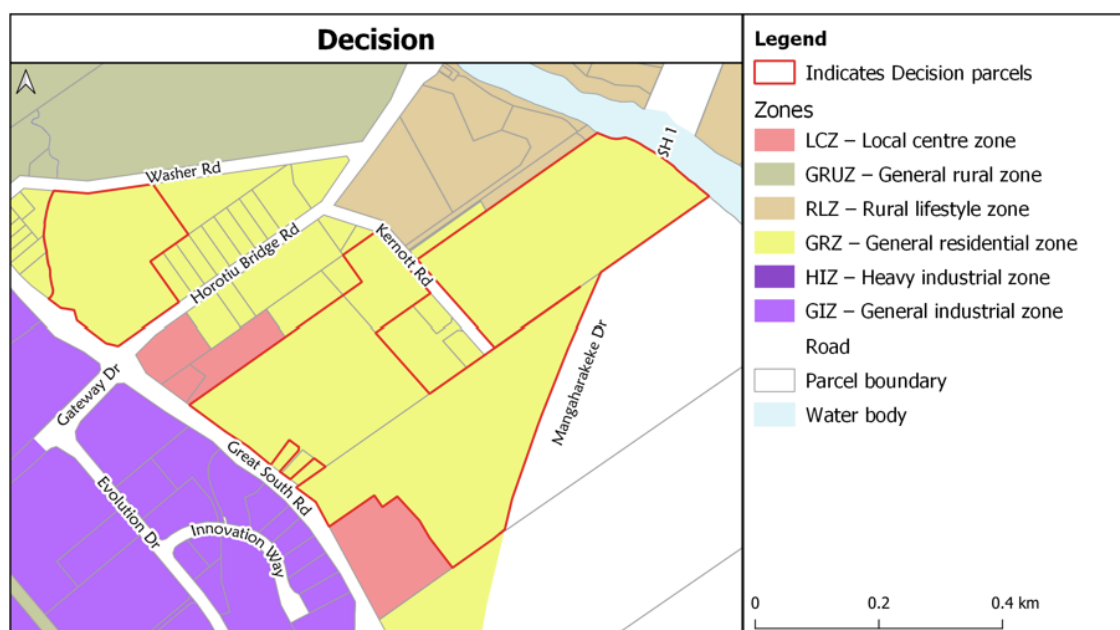 Decision
Washer Rd
Horotiu Bridge Rd
Kernott Rd
SH 1
Mangaharakeke Dr
Gateway Dr
Great South Rd
Evolution Dr
Innovation Way
Legend
Indicates Decision parcels
Zones
LCZ – Local centre zone
GRUZ – General rural zone
RLZ – Rural lifestyle zone
GRZ – General residential zone
HIZ – Heavy industrial zone
GIZ – General industrial zone
Road
Parcel boundary
Water body
0 0.2 0.4 km